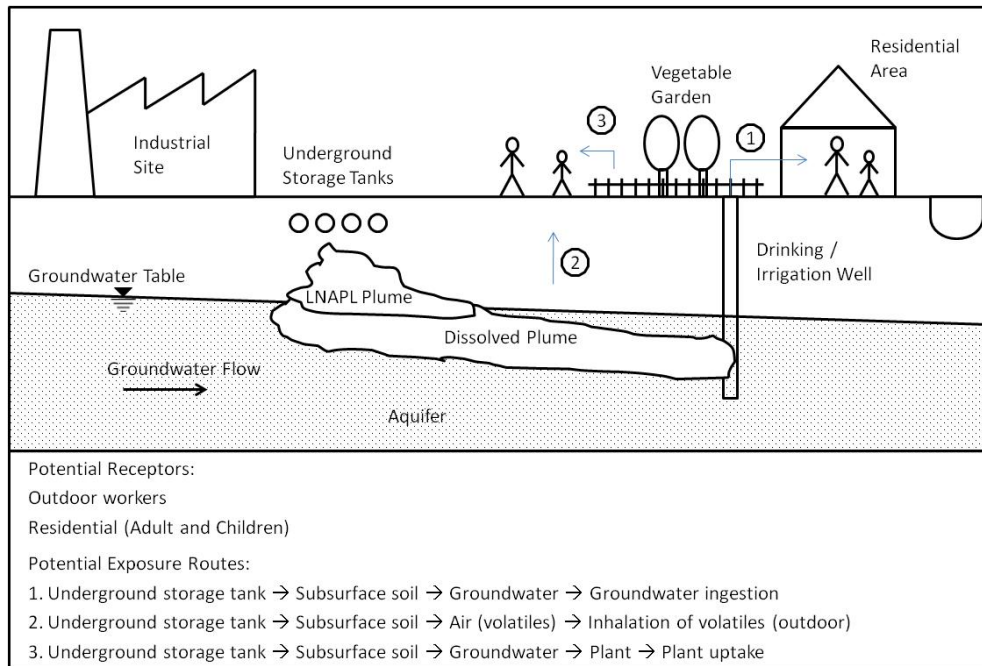 Residential
Area
Vegetable
Garden
3
1
Industrial
Site
Underground
Storage Tanks
2
Drinking /
Irrigation Well
Groundwater Table
LNAPL Plume
Dissolved Plume
Groundwater Flow
Aquifer
Potential Receptors:
Outdoor workers
Residential (Adult and Children)
Potential Exposure Routes:
1. Underground storage tank → Subsurface soil → Groundwater → Groundwater ingestion
2. Underground storage tank → Subsurface soil → Air (volatiles) → Inhalation of volatiles (outdoor)
3. Underground storage tank → Subsurface soil → Groundwater → Plant → Plant uptake